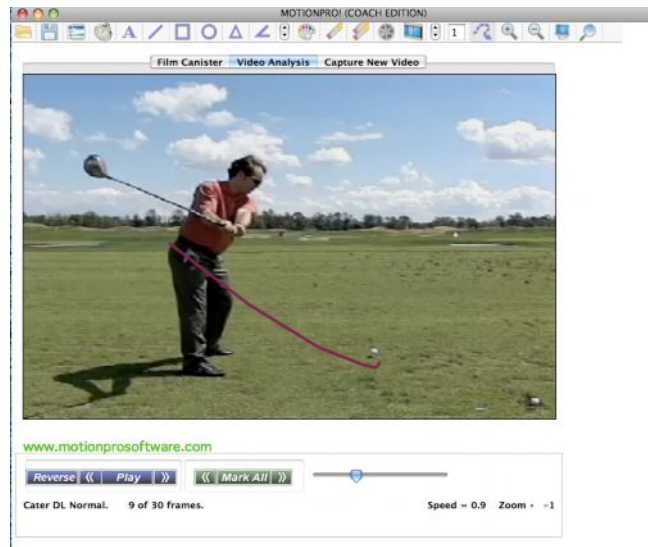 MOTIONPRO! (COACH EDITION)
A 1
Film Canister Video Analysis Capture New Video
www.motionprosoftware.com
Reverse « Play » « Mark All »
Cater DL Normal. 9 of 30 frames. Speed = 0.9 Zoom = -1